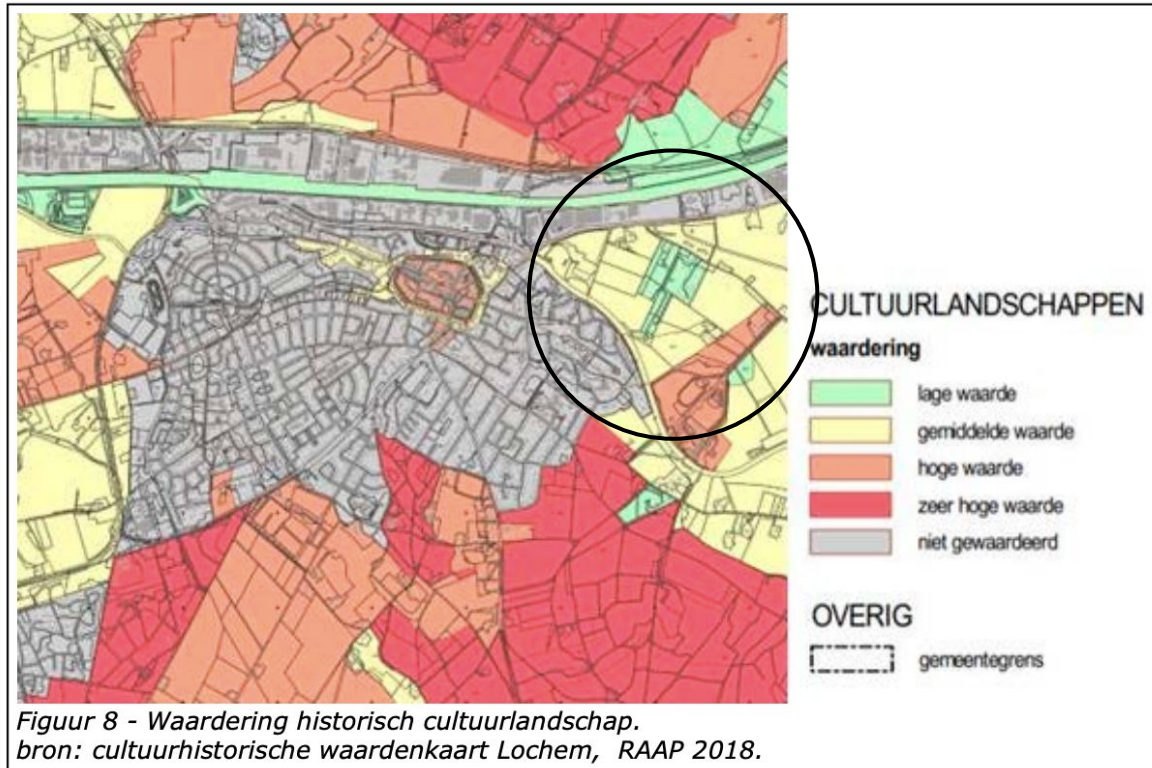 CULTUURLANDSCHAPPEN
waardering
lage waarde
gemiddelde waarde
hoge waarde
zeer hoge waarde
niet gewaardeerd
OVERIG
gemeentegrens
Figuur 8 - Waardering historisch cultuurlandschap.
bron: cultuurhistorische waardenkaart Lochem, RAAP 2018.